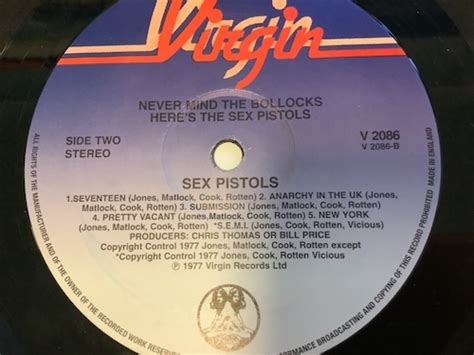 Virgin
NEVER MIND THE BOLLOCKS
HERE'S THE SEX PISTOLS
SIDE TWO
STEREO
V 2086
V 2086-B
SEX PISTOLS
1.SEVENTEEN (Jones, Matlock, Cook, Rotten) 2. ANARCHY IN THE UK (Jones,
Matlock, Cook, Rotten) 3. SUBMISSION (Jones, Matlock, Cook, Rotten)
4. PRETTY VACANT (Jones, Matlock, Cook, Rotten) 5. NEW YORK
(Jones, Matlock, Cook, Rotten) *S.E.M.I. (Jones, Cook, Rotten, Vicious)
PRODUCERS: CHRIS THOMAS OR BILL PRICE
Copyright Control 1977 Jones, Matlock, Cook, Rotten except
*Copyright Control 1977 Jones, Cook, Rotten Vicious
℗ 1977 Virgin Records Ltd
ALL RIGHTS OF THE MANUFACTURER AND OF THE OWNER OF THE RECORDED WORK RESERVED
PERFORMANCE BROADCASTING AND COPYING OF THIS RECORD PROHIBITED
MADE IN ENGLAND